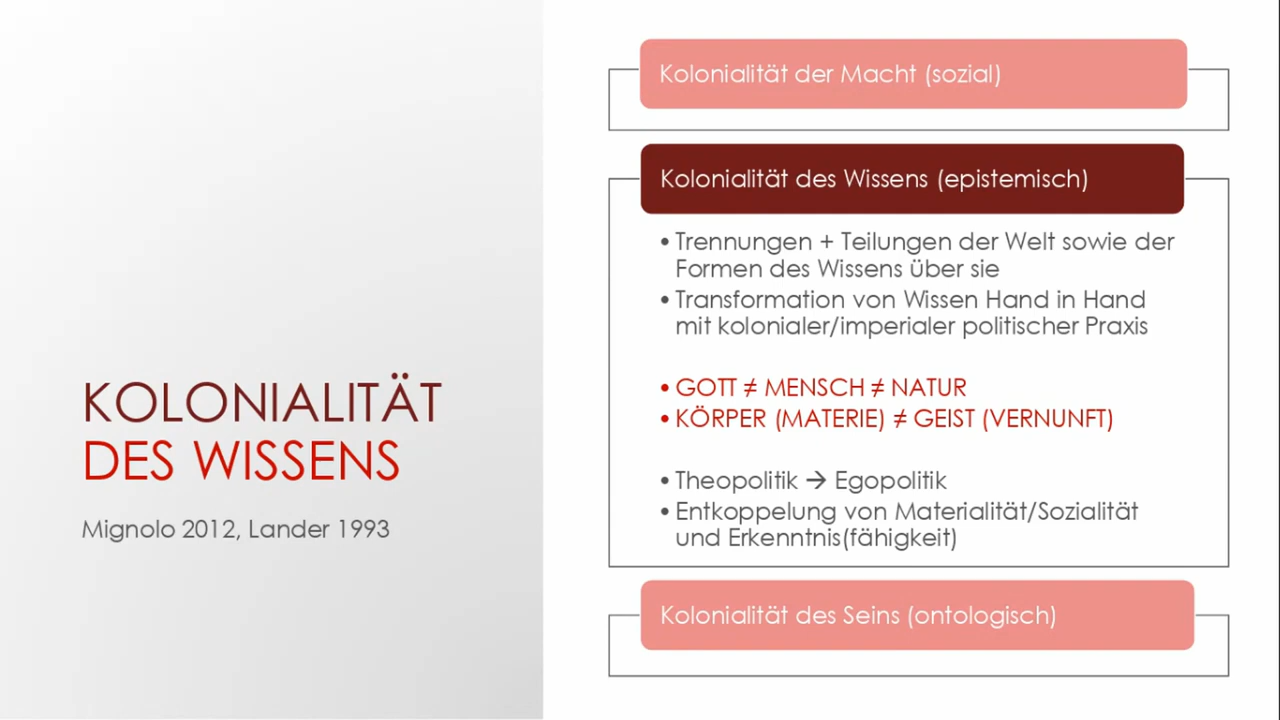 KOLONIALITÄT
DES WISSENS
Mignolo 2012, Lander 1993
Kolonialität der Macht (sozial)
Kolonialität des Wissens (epistemisch)
• Trennungen + Teilungen der Welt sowie der
Formen des Wissens über sie
• Transformation von Wissen Hand in Hand
mit kolonialer/imperialer politischer Praxis
• GOTT ≠ MENSCH ≠ NATUR
• KÖRPER (MATERIE) ≠ GEIST (VERNUNFT)
• Theopolitik → Egopolitik
• Entkoppelung von Materialität/Sozialität
und Erkenntnis(fähigkeit)
Kolonialität des Seins (ontologisch)